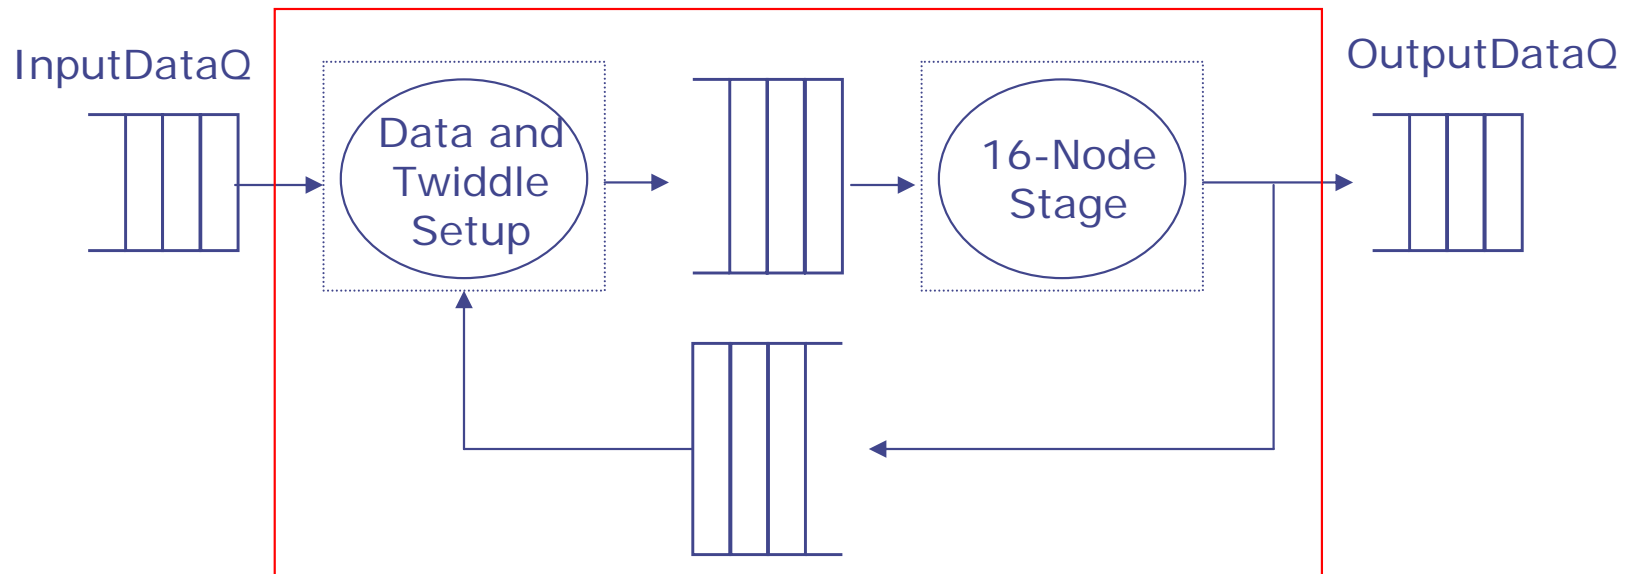 InputDataQ
Data and
Twiddle
Setup
16-Node
Stage
OutputDataQ